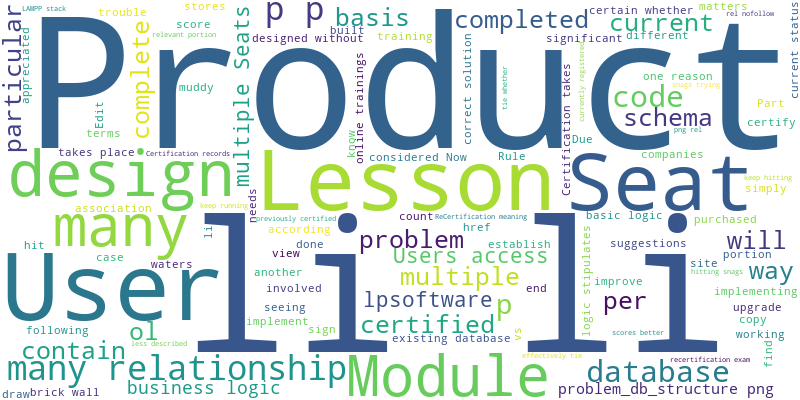 LAMPP stack
trouble
stores
p p
basis
completed
certain whether
matters
rel nofollow
particular
appreciated
Edit
complete
score
relevant portion
built
designed without
training
significant
current
different
current status
Product
muddy
multiple Seats
online trainings
correct solution
tie whether
currently registered
one reason
snags trying
code
Part
schema
png rel
certify
terms
know
Rule
Due
companies
takes place
Certification records
considered Now
Certification takes
simply
keep hitting
design
Lesson
Seat
association
keep running
needs
previously certified
count
ReCertification meaning
basic logic
purchased
many
li
according
href
done
problem
establish
suggestions
will
hit
case
waters
view
Users access
logic stipulates
site
portion
hitting snags
way
User
li li
another
multiple
end
improve
implementing
contain
involved
lpsoftware
p
per
upgrade
seeing
copy
following
ol
implement
sign
certified
vs
scores better
working
less described
existing database
find
many relationship
effectively tie
recertification exam
Module
database
draw
brick wall
business logic
problem_db_structure png